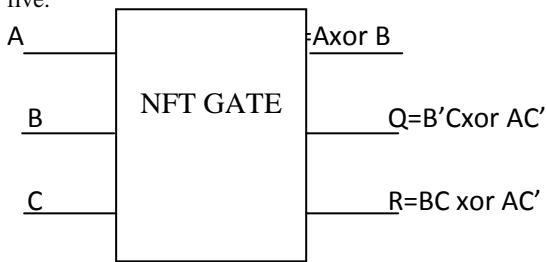 five.
A =Axor B
NFT GATE
B Q=B’Cxor AC’
C R=BC xor AC’